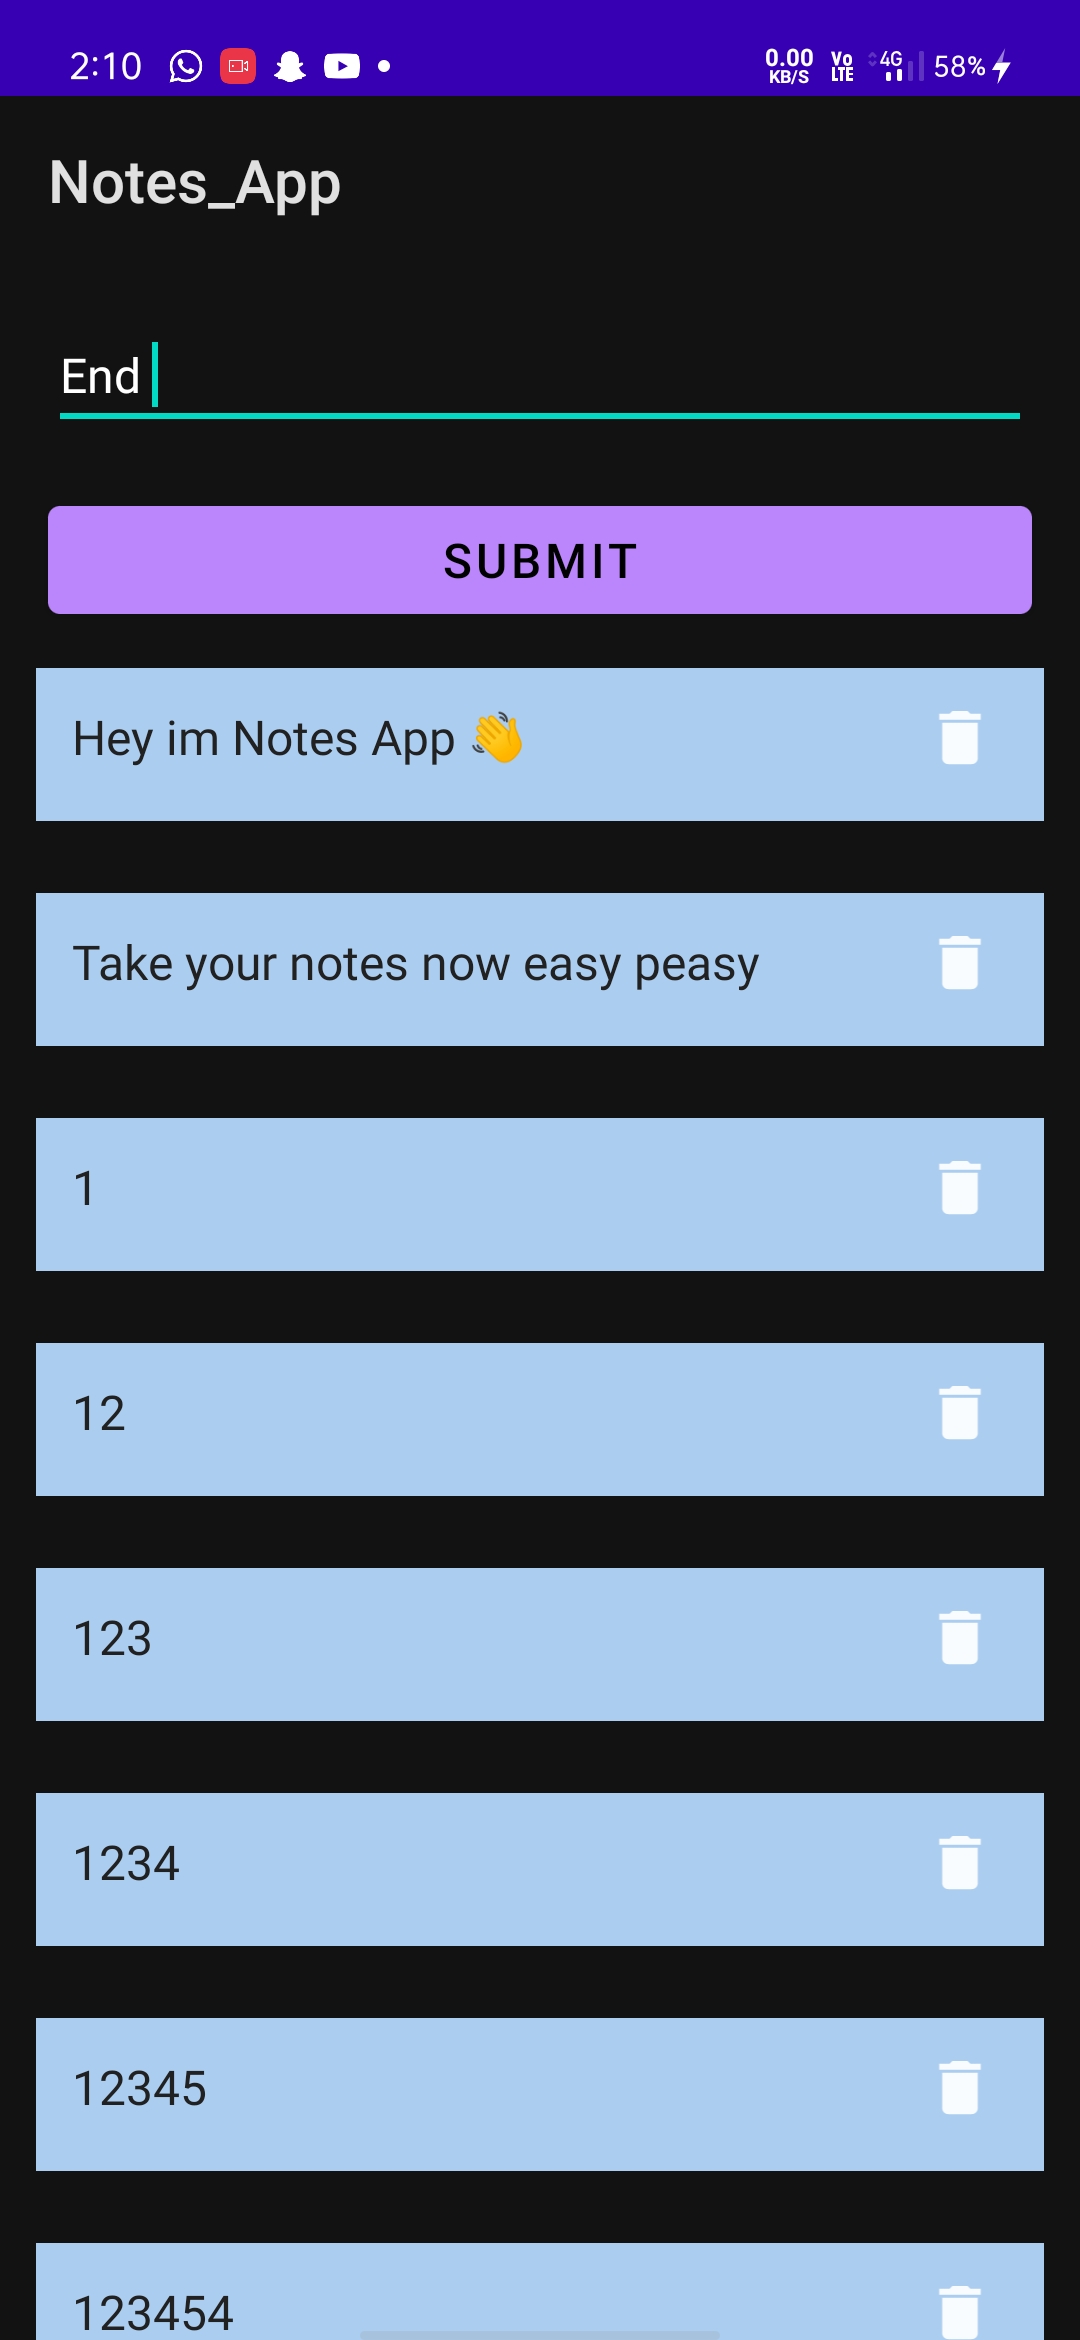 2:10 0.00 KB/S Vo LTE 4G 58%
Notes_App
End
SUBMIT
Hey im Notes App 👋
Take your notes now easy peasy
1
12
123
1234
12345
123454